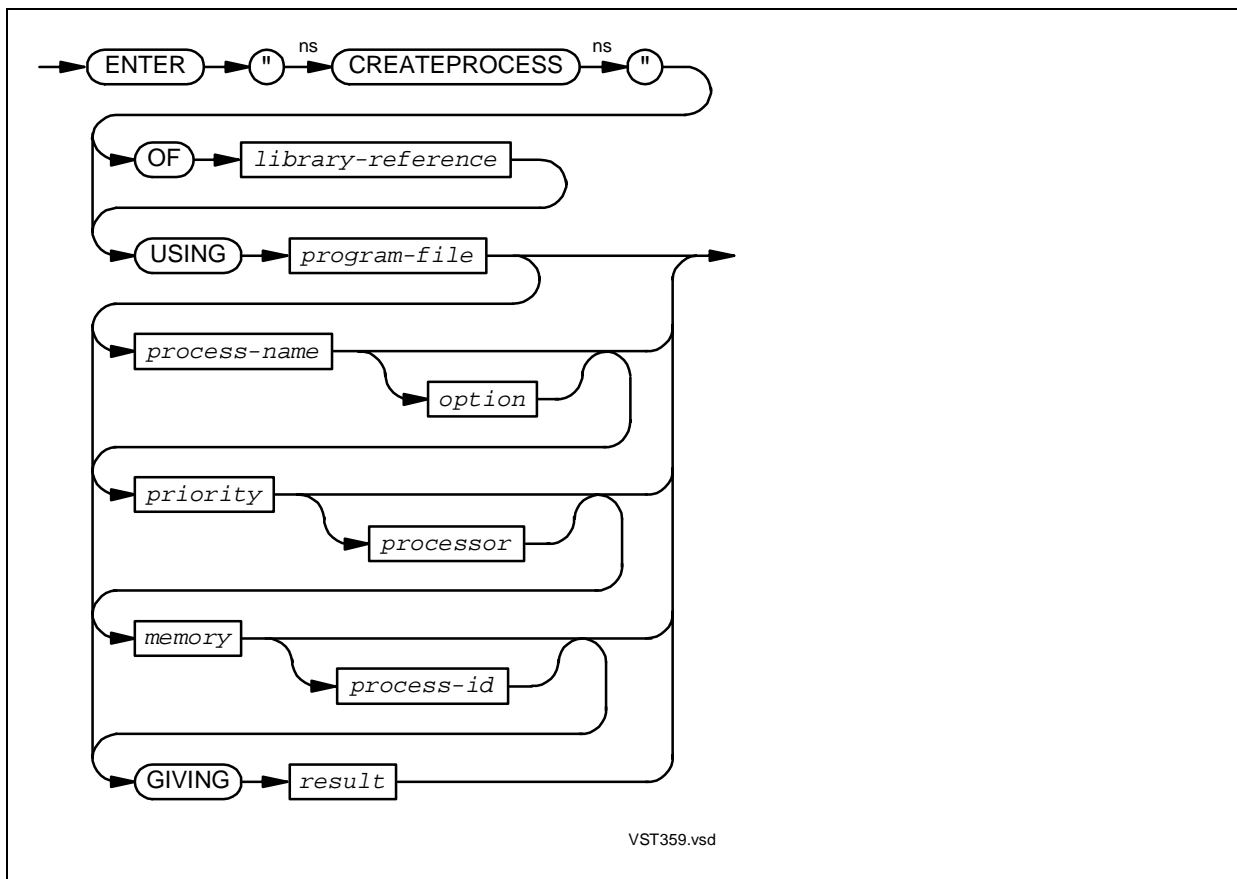 ns ns
ENTER " CREATEPROCESS "
OF library-reference
USING program-file
process-name
option
priority
processor
memory
process-id
GIVING result
VST359.vsd